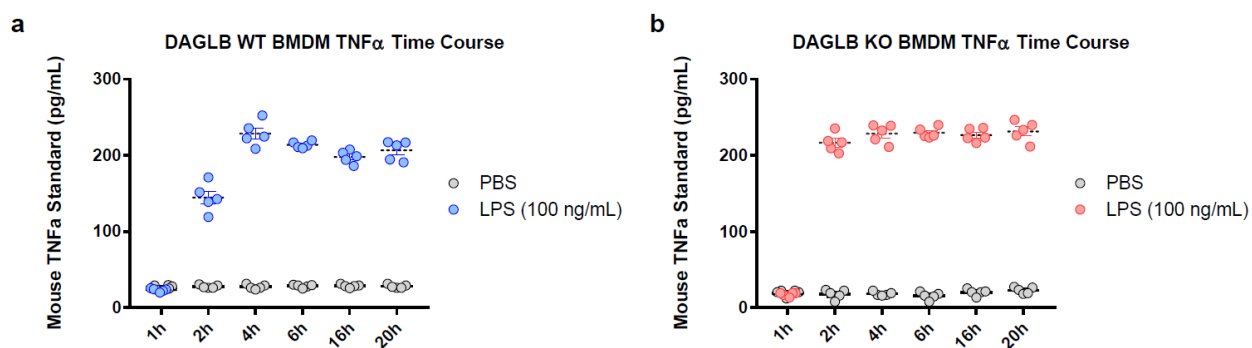 a
DAGLB WT BMDM TNFα Time Course
Mouse TNFa Standard (pg/mL)
300
200
100
0
1h
2h
4h
6h
16h
20h
PBS
LPS (100 ng/mL)
b
DAGLB KO BMDM TNFα Time Course
Mouse TNFa Standard (pg/mL)
300
200
100
0
1h
2h
4h
6h
16h
20h
PBS
LPS (100 ng/mL)